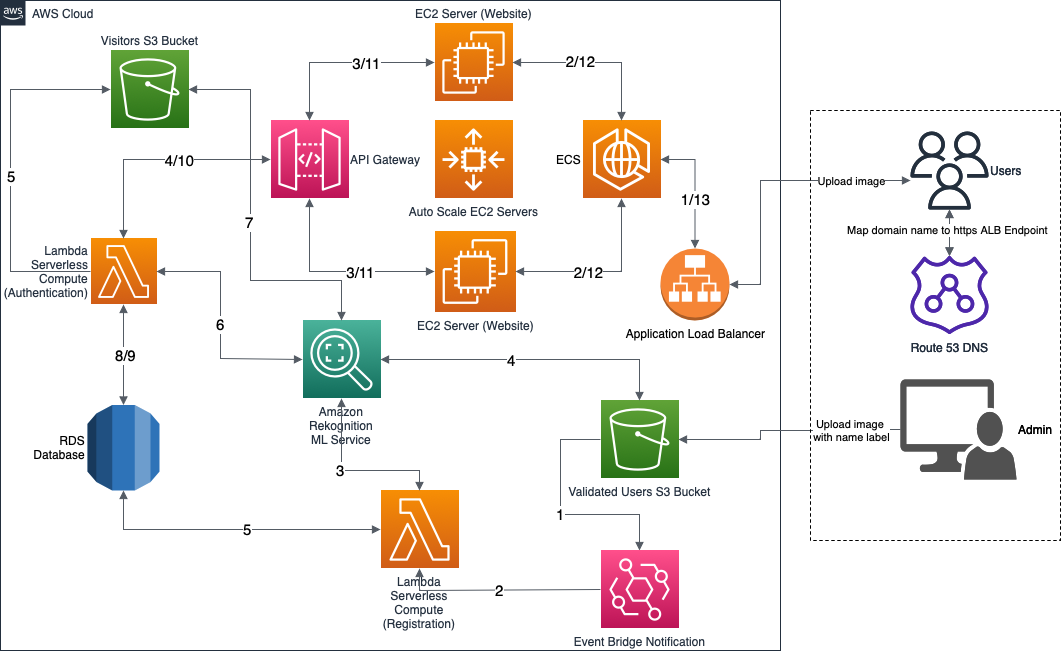 aws
AWS Cloud
EC2 Server (Website)
Visitors S3 Bucket
3/11
2/12
API Gateway
ECS
4/10
5
Auto Scale EC2 Servers
7
1/13
Upload image
Users
Map domain name to https ALB Endpoint
Lambda
Serverless
Compute
(Authentication)
3/11
2/12
EC2 Server (Website)
6
Application Load Balancer
Route 53 DNS
8/9
4
Amazon
Rekognition
ML Service
RDS
Database
Upload image
with name label
Admin
3
Validated Users S3 Bucket
1
5
Lambda
Serverless
Compute
(Registration)
2
Event Bridge Notification